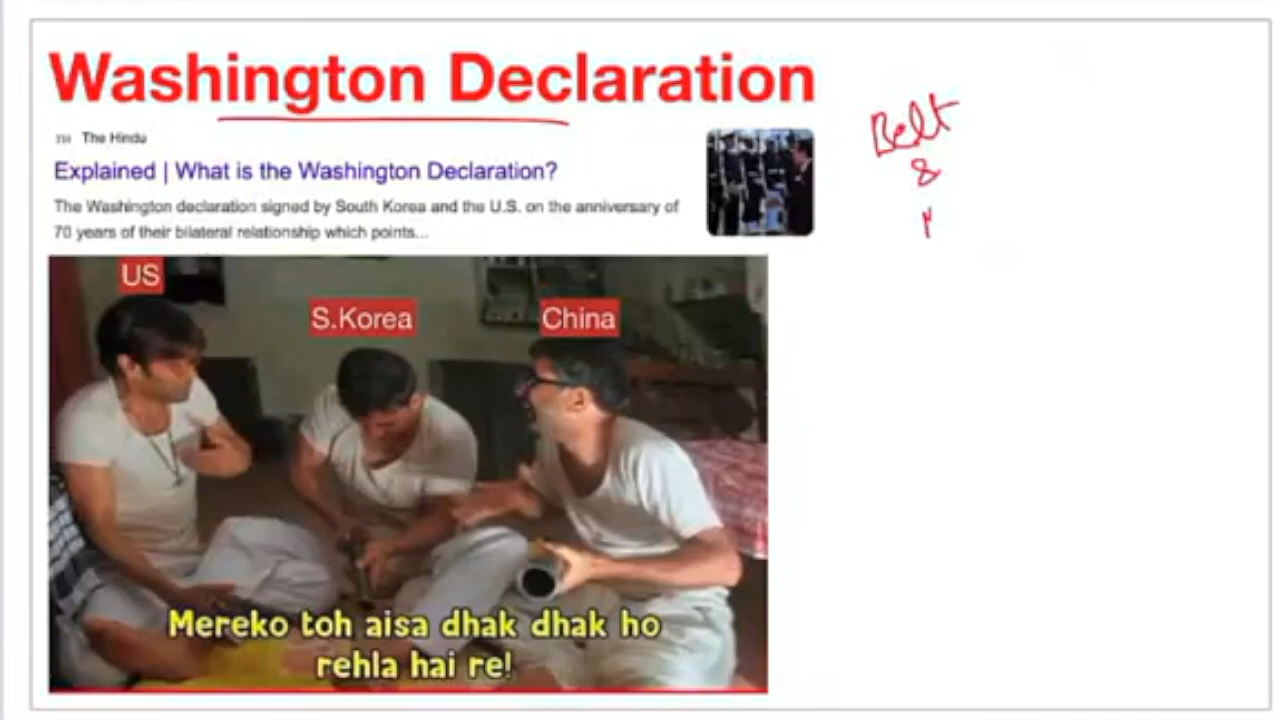 Washington Declaration
TH The Hindu
Explained | What is the Washington Declaration?
The Washington declaration signed by South Korea and the U.S. on the anniversary of
70 years of their bilateral relationship which points...
Belt
&
US
S.Korea
China
Mereko toh aisa dhak dhak ho
rehla hai re!